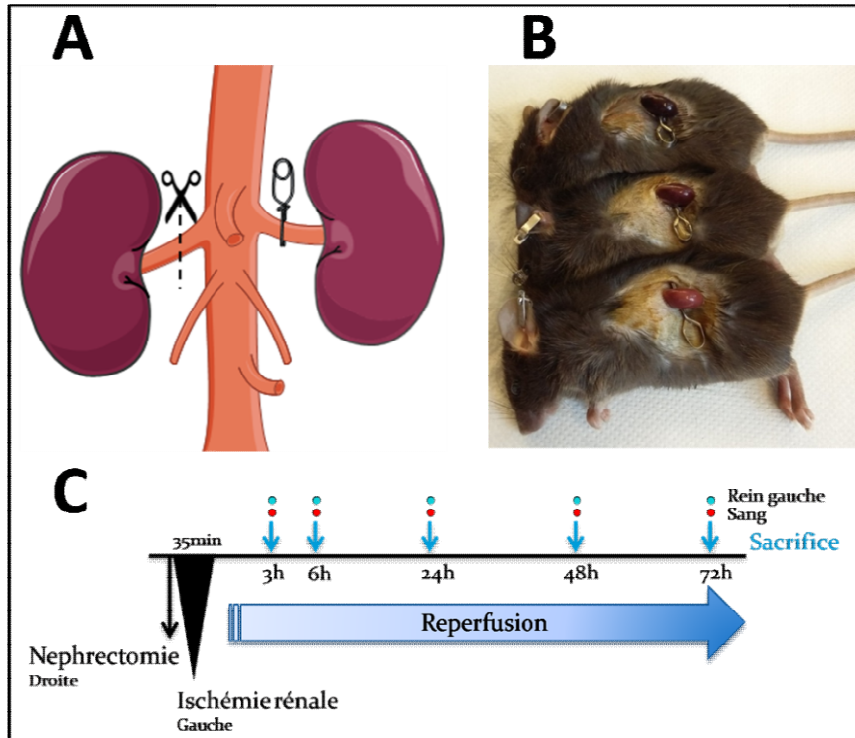 A
B
C
35min
Rein gauche
Sang
Sacrifice
3h
6h
24h
48h
72h
Reperfusion
Nephrectomie
Droite
Ischémie rénale
Gauche